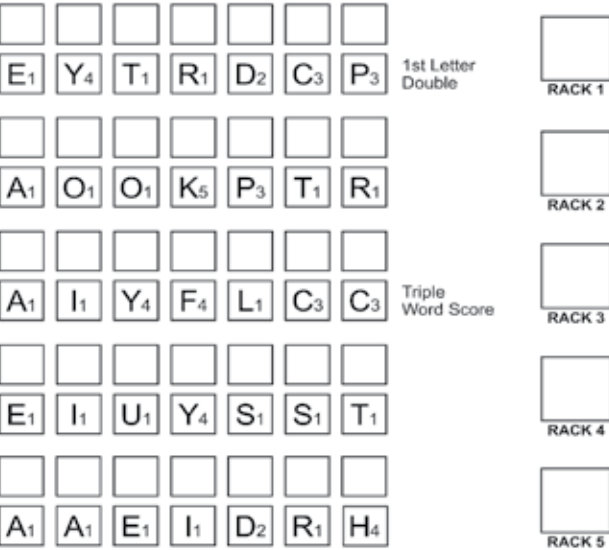 E1 Y4 T1 R1 D2 C3 P3 1st Letter Double RACK 1
A1 O1 O1 K5 P3 T1 R1 RACK 2
A1 I1 Y4 F4 L1 C3 C3 Triple Word Score RACK 3
E1 I1 U1 Y4 S1 S1 T1 RACK 4
A1 A1 E1 I1 D2 R1 H4 RACK 5